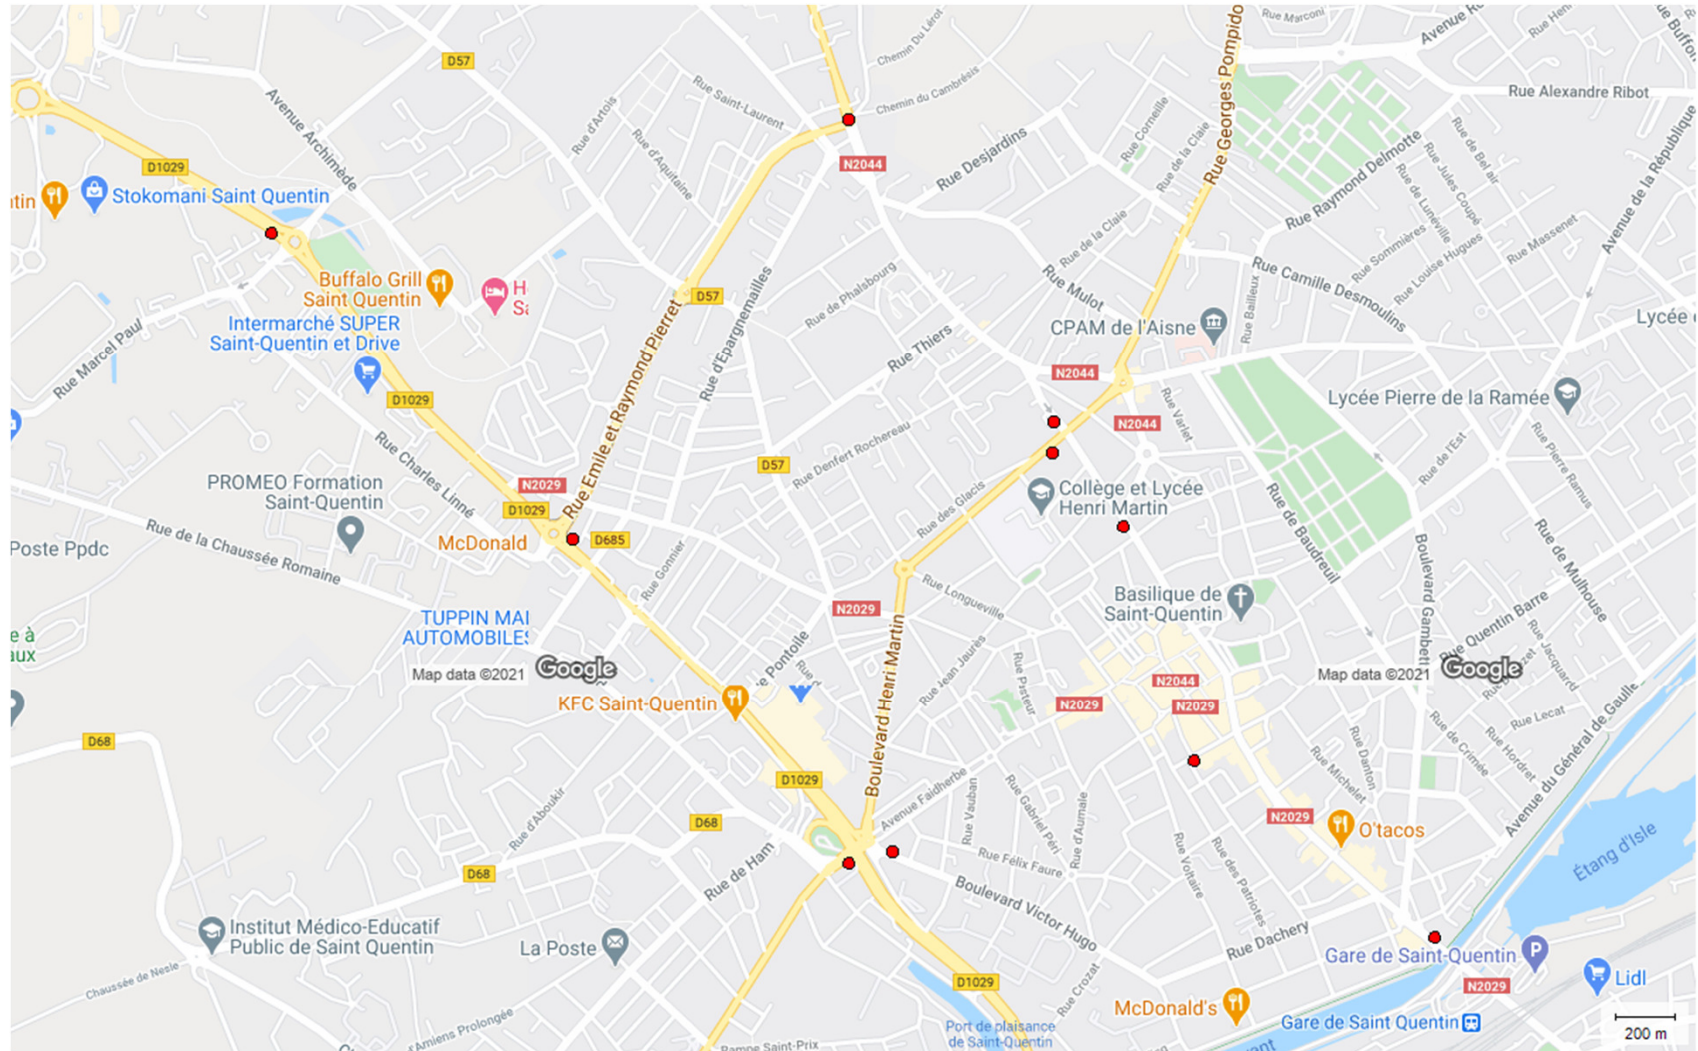 Rue Marconi
Chemin Du Lérot
D57
Rue Saint-Laurent
Chemin du Cambrésis
Rue Alexandre Ribot
Avenue Archimède
Rue d'Artois
Rue d'Aquitaine
N2044
Rue Desjardins
Rue Corneille
Rue de la Claie
Rue Georges Pompido
Rue Raymond Delmotte
Rue de Bel air
Rue Jules Coupé
Rue de Lunéville
Avenue de la République
D1029
tin
Stokomani Saint Quentin
Rue de la Claie
Rue Sommières
Rue Louise Hugues
Rue Massenet
Buffalo Grill
Saint Quentin
H
Sa
D57
Rue d'Epargnemailles
Rue de Phalsbourg
Rue Mulot
Rue Camille Desmoulins
Rue Bailleux
Intermarché SUPER
Saint-Quentin et Drive
Rue Marcel Paul
CPAM de l'Aisne
Lycée
Rue Thiers
N2044
D1029
Rue Emile et Raymond Pierret
N2044
Rue Varlet
Lycée Pierre de la Ramée
Rue Charles Linné
Rue Denfert Rochereau
D57
Rue de l'Est
Rue Pierre Ramus
PROMEO Formation
Saint-Quentin
N2029
D1029
Rue des Glacis
Collège et Lycée
Henri Martin
Rue de Baudreuil
Poste Ppdc
Rue de la Chaussée Romaine
McDonald
D685
Rue Gonnier
Rue Longueville
Boulevard Gambett
Rue de Mulhouse
N2029
Basilique de
Saint-Quentin
Rue Quentin Barre
TUPPIN MAI
AUTOMOBILES
e à
aux
Map data ©2021 Google
e Pontoile
Boulevard Henri Martin
Rue Jean Jaurès
Rue Pasteur
Map data ©2021 Google
Rue Jacquard
KFC Saint-Quentin
N2044
N2029
N2029
Rue Lecat
Rue de Crimée
Rue Hordret
Avenue du Général de Gaulle
D68
D1029
Avenue Faidherbe
Rue Vauban
Rue Gabriel Péri
Rue d'Aumale
Rue Michelet
Rue Danton
Rue d'Aboukir
D68
N2029
O'tacos
D68
Rue de Ham
Rue Félix Faure
Boulevard Victor Hugo
Rue Voltaire
Rue des Patriotes
Étang d'Isle
Institut Médico-Educatif
Public de Saint Quentin
La Poste
Rue Dachery
Gare de Saint-Quentin
Chaussée de Nesle
D1029
Rue Crozat
N2029
Lidl
McDonald's
Gare de Saint Quentin
d'Amiens Prolongée
Port de plaisance
de Saint-Quentin
Rampe Saint-Prix
200 m